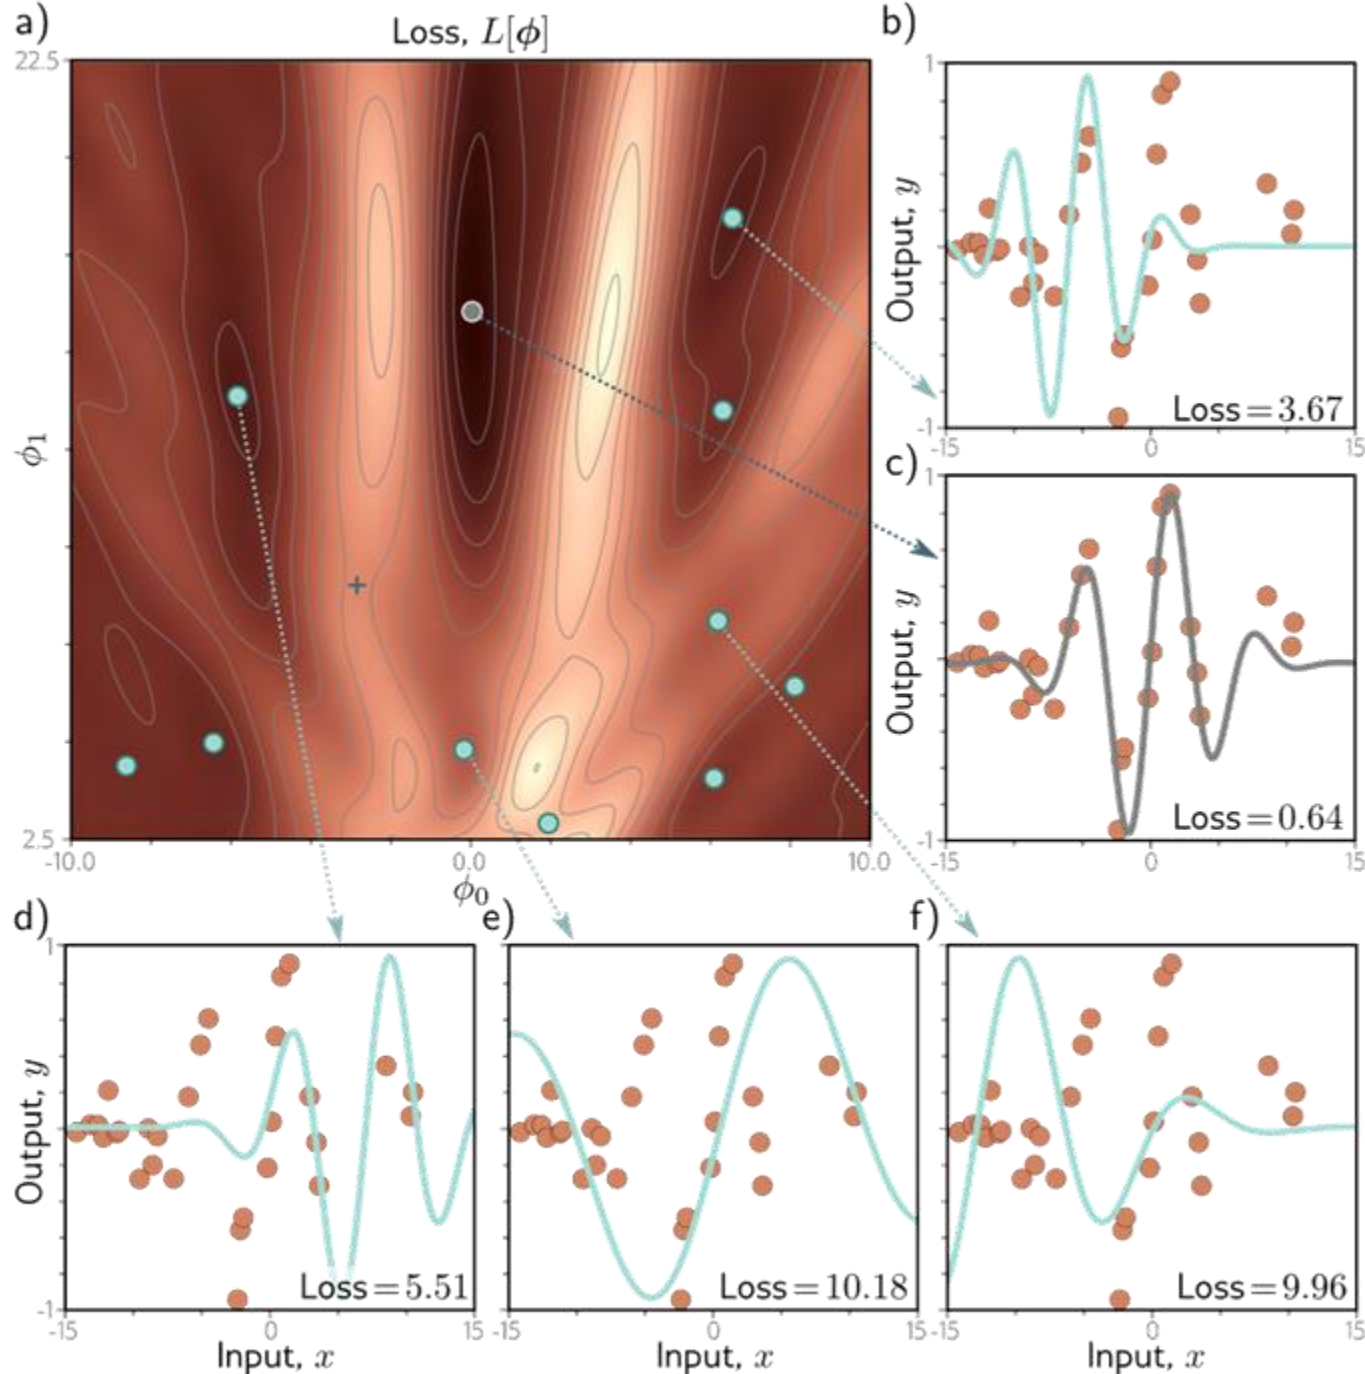 a)
Loss, L[ϕ]
22.5
ϕ₁
2.5
-10.0
0.0
10.0
ϕ₀
b)
1
Output, y
-1
Loss=3.67
-15
0
15
c)
1
Output, y
-1
Loss=0.64
-15
0
15
d)
1
Output, y
-1
Loss=5.51
-15
0
15
Input, x
e)
Loss=10.18
0
15
Input, x
f)
Loss=9.96
-15
0
15
Input, x